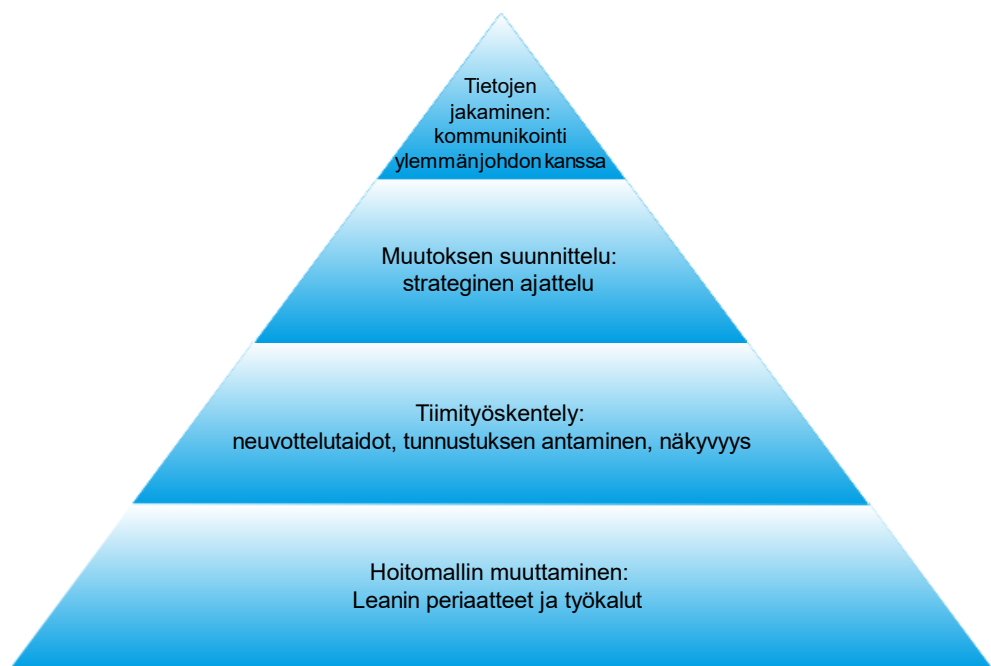 Tietojen
jakaminen:
kommunikointi
ylemmänjohdon kanssa
Muutoksen suunnittelu:
strateginen ajattelu
Tiimityöskentely:
neuvottelutaidot, tunnustuksen antaminen, näkyvyys
Hoitomallin muuttaminen:
Leanin periaatteet ja työkalut